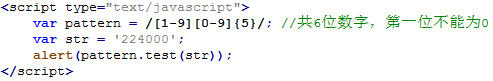 <script type="text/javascript">
    var pattern = /[1-9][0-9]{5}/; //共6位数字，第一位不能为0
    var str = '224000';
    alert(pattern.test(str));
</script>